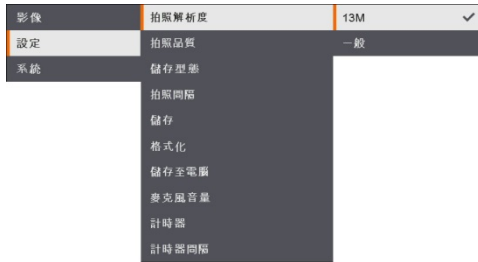 影像
設定
系統
拍照解析度
拍照品質
儲存型態
拍照間隔
儲存
格式化
儲存至電腦
麥克風音量
計時器
計時器間隔
13M
一般